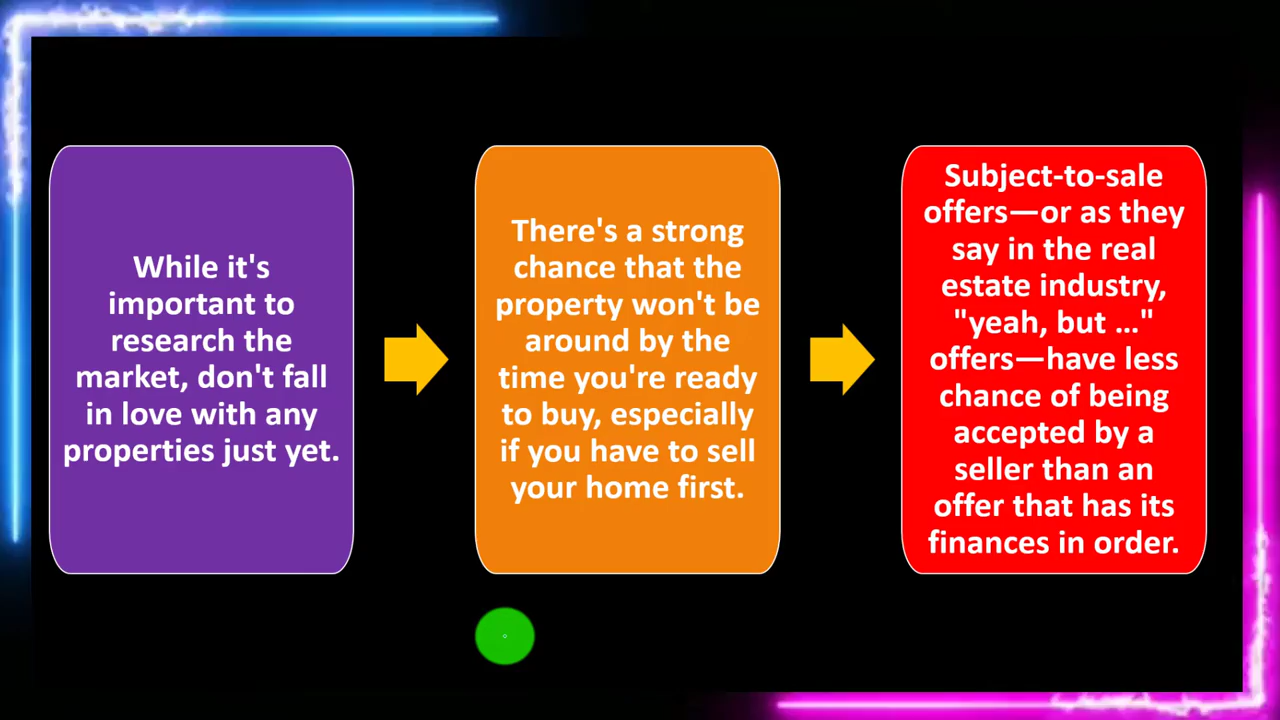 While it's
important to
research the
market, don't fall
in love with any
properties just yet.
There's a strong
chance that the
property won't be
around by the
time you're ready
to buy, especially
if you have to sell
your home first.
Subject-to-sale
offers—or as they
say in the real
estate industry,
"yeah, but …"
offers—have less
chance of being
accepted by a
seller than an
offer that has its
finances in order.